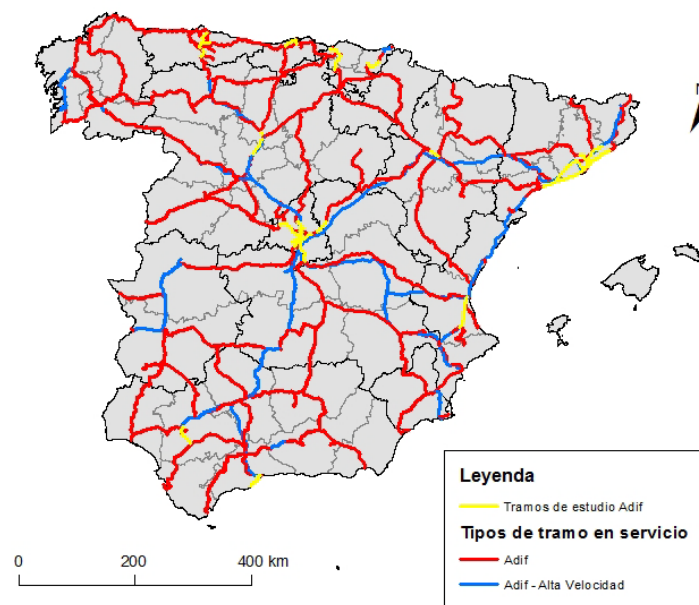 Leyenda
Tramos de estudio Adif
Tipos de tramo en servicio
Adif
Adif - Alta Velocidad
0 200 400 km